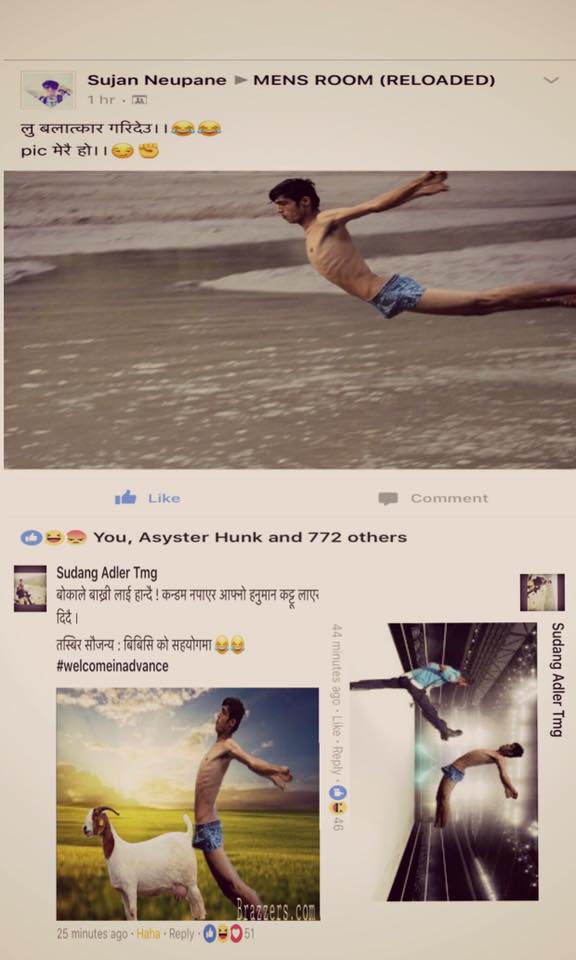 Sujan Neupane ▶ MENS ROOM (RELOADED)
1 hr ·
लु बलात्कार गरिदेउ।।😂😂
pic मेरै हो।।😏✊
Like
Comment
You, Asyster Hunk and 772 others
Sudang Adler Tmg
बोकाले बाख्री लाई हान्दै ! कन्डम नपाएर आफ्नो हनुमान कट्टू लाएर
दिदै ।
तस्बिर सौजन्य : बिबिसि को सहयोगमा 😂😂
#welcomeinadvance
Brazzers.com
25 minutes ago · Haha · Reply · 51
Sudang Adler Tmg
44 minutes ago · Like · Reply · 46